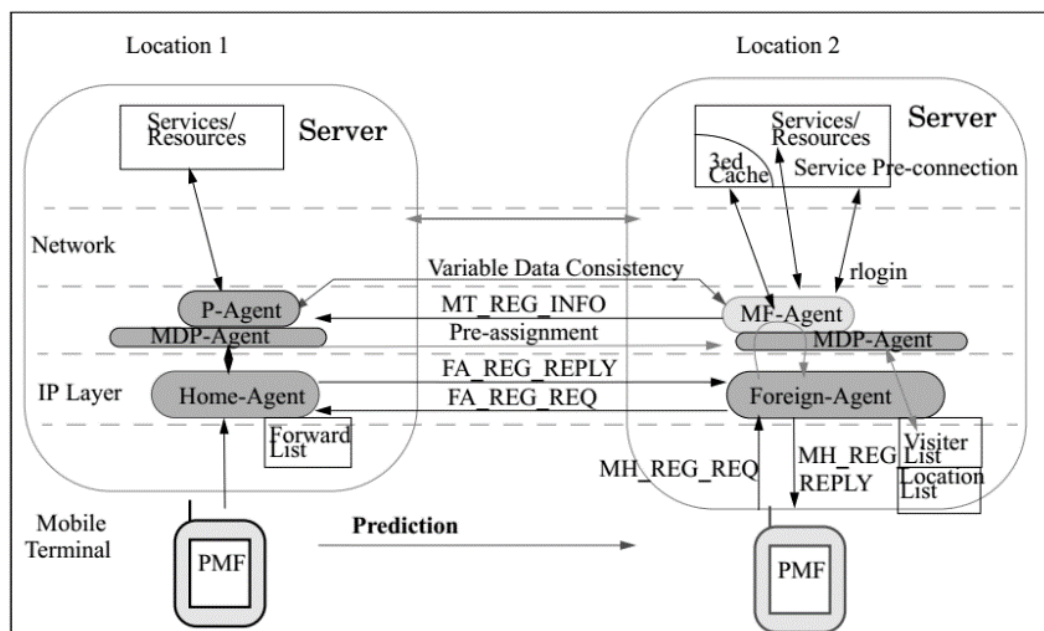 Location 1
Location 2
Services/
Resources
Server
Services/
Resources
Server
3ed
Cache
Service Pre-connection
Network
Variable Data Consistency
rlogin
P-Agent
MT_REG_INFO
MF-Agent
MDP-Agent
Pre-assignment
MDP-Agent
IP Layer
FA_REG_REPLY
Home-Agent
FA_REG_REQ
Foreign-Agent
Forward
List
MH_REG_REQ
MH_REG
REPLY
Visiter
List
Location
List
Mobile
Terminal
Prediction
PMF
PMF